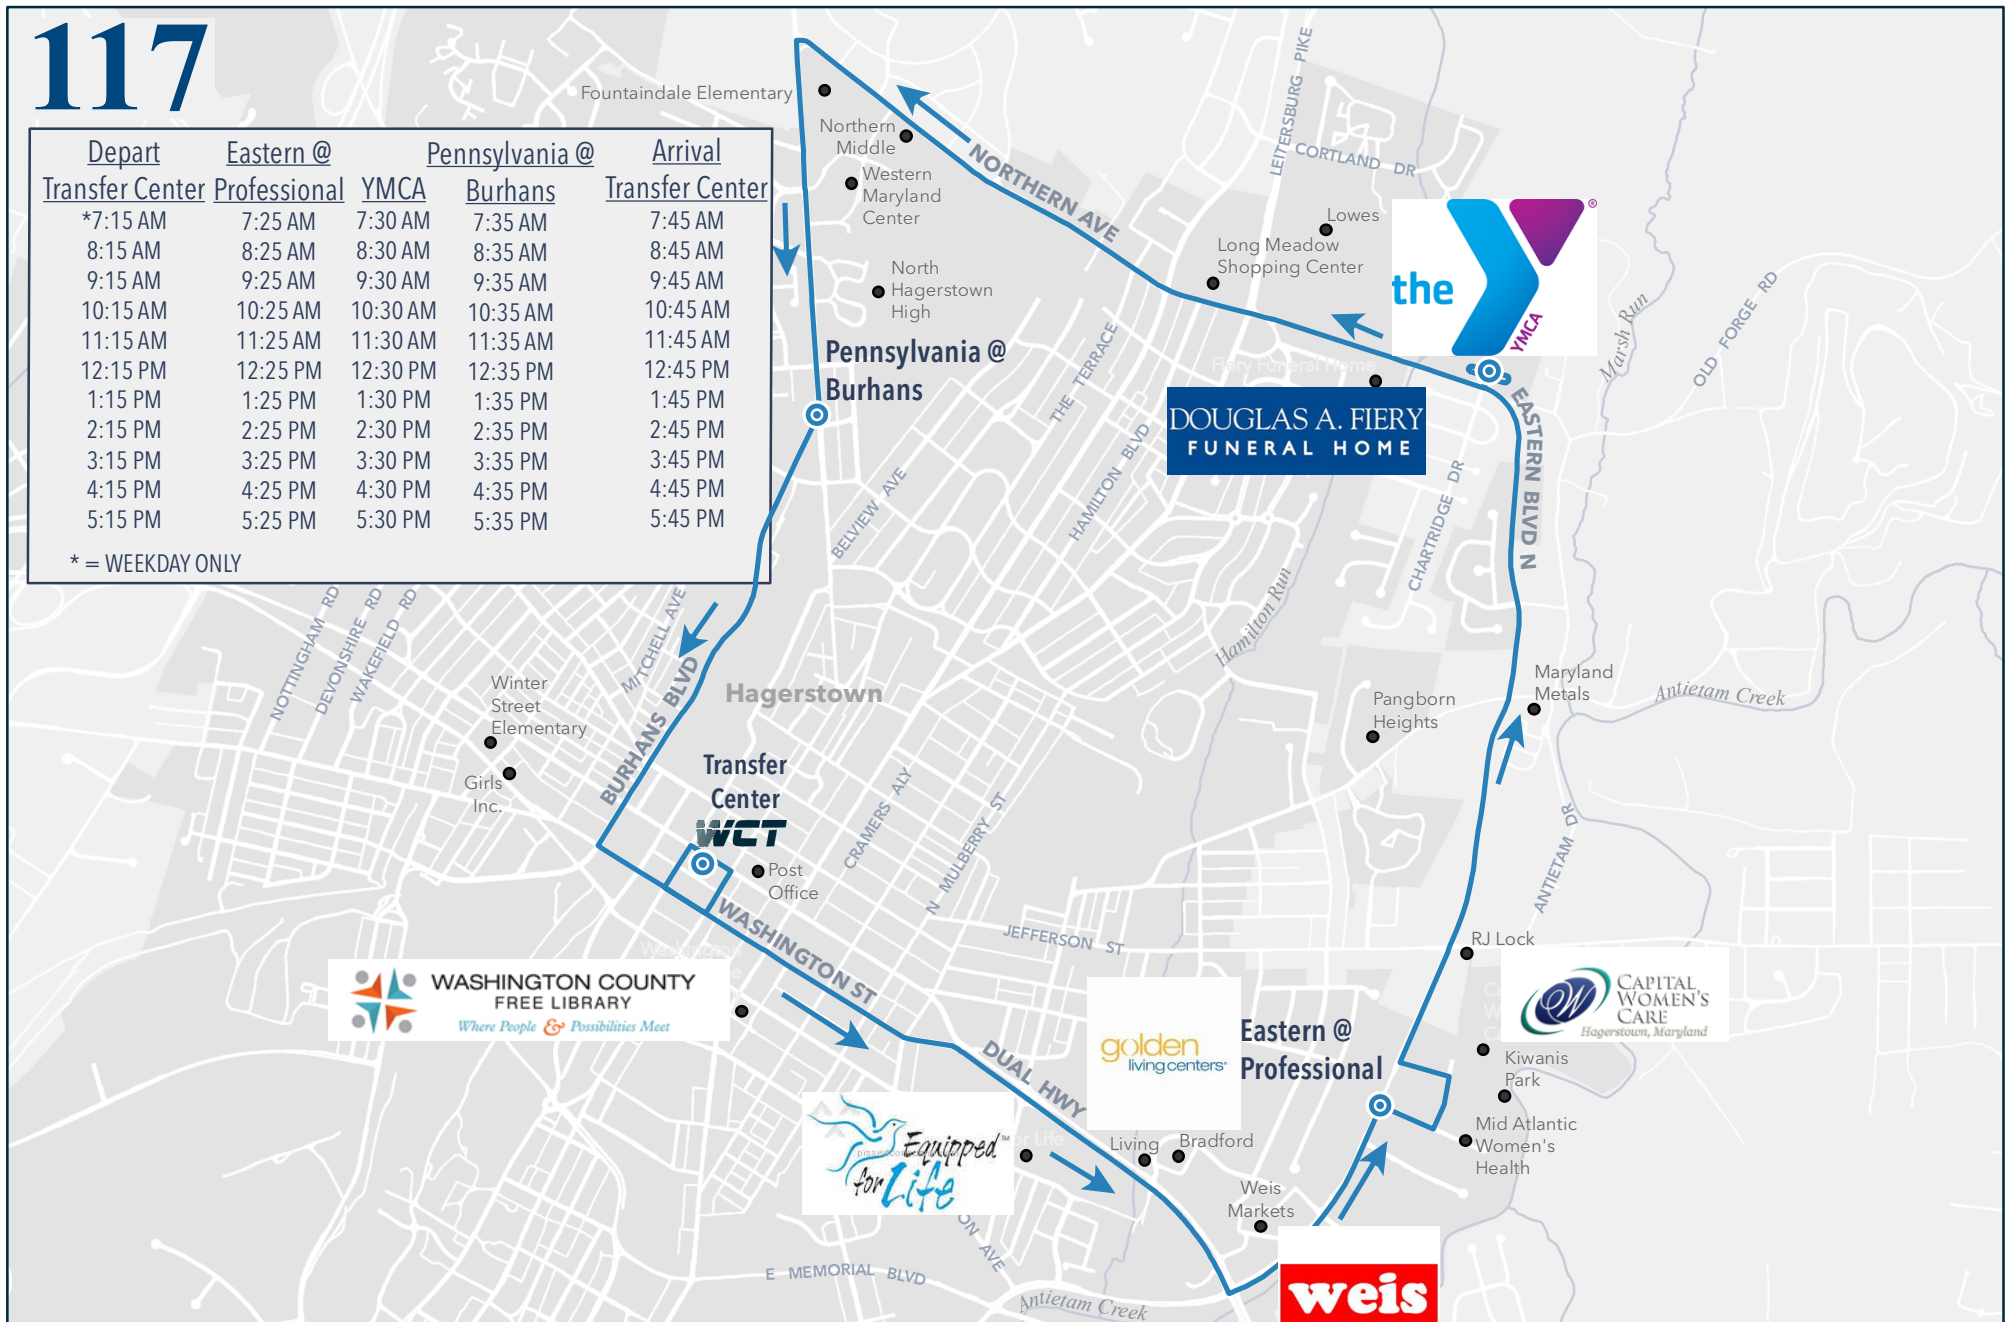 117
Depart Transfer Center
Eastern @ Professional
YMCA
Pennsylvania @ Burhans
Arrival Transfer Center
*7:15 AM 7:25 AM 7:30 AM 7:35 AM 7:45 AM
8:15 AM 8:25 AM 8:30 AM 8:35 AM 8:45 AM
9:15 AM 9:25 AM 9:30 AM 9:35 AM 9:45 AM
10:15 AM 10:25 AM 10:30 AM 10:35 AM 10:45 AM
11:15 AM 11:25 AM 11:30 AM 11:35 AM 11:45 AM
12:15 PM 12:25 PM 12:30 PM 12:35 PM 12:45 PM
1:15 PM 1:25 PM 1:30 PM 1:35 PM 1:45 PM
2:15 PM 2:25 PM 2:30 PM 2:35 PM 2:45 PM
3:15 PM 3:25 PM 3:30 PM 3:35 PM 3:45 PM
4:15 PM 4:25 PM 4:30 PM 4:35 PM 4:45 PM
5:15 PM 5:25 PM 5:30 PM 5:35 PM 5:45 PM
* = WEEKDAY ONLY
Fountaindale Elementary
Northern
Middle
Western
Maryland
Center
North
Hagerstown
High
NORTHERN AVE
LEITERSBURG PIKE
CORTLAND DR
Lowes
Long Meadow
Shopping Center
the
YMCA
®
Marsh Run
OLD FORGE RD
Pennsylvania @
Burhans
THE TERRACE
Fiery Funeral Home
DOUGLAS A. FIERY
FUNERAL HOME
EASTERN BLVD N
BELVIEW AVE
HAMILTON BLVD
CHARTRIDGE DR
Hamilton Run
NOTTINGHAM RD
DEVONSHIRE RD
WAKEFIELD RD
MITCHELL AVE
BURHANS BLVD
Hagerstown
Winter
Street
Elementary
Girls
Inc.
Transfer
Center
WCT
Post
Office
CRAMERS ALY
N MULBERRY ST
Pangborn
Heights
Maryland
Metals
Antietam Creek
ANTIETAM DR
WASHINGTON ST
JEFFERSON ST
RJ Lock
Washington
WASHINGTON COUNTY
FREE LIBRARY
Where People & Possibilities Meet
CAPITAL
WOMEN'S
CARE
Hagerstown, Maryland
golden
livingcenters
Eastern @
Professional
DUAL HWY
Kiwanis
Park
Mid Atlantic
Women's
Health
Equipped™
for Life
or Life
Living
Bradford
Weis
Markets
weis
ON AVE
E MEMORIAL BLVD
Antietam Creek